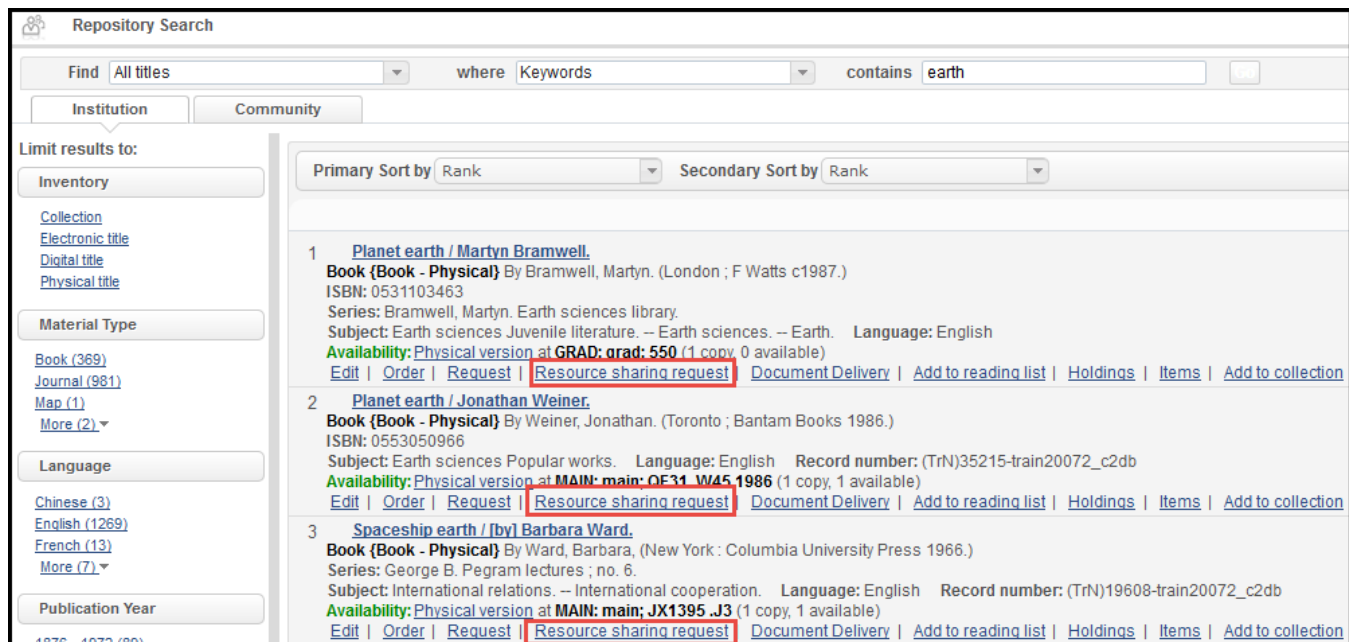 Repository Search
Find All titles where Keywords contains earth
Institution Community
Limit results to:
Inventory
Collection
Electronic title
Digital title
Physical title
Material Type
Book (369)
Journal (981)
Map (1)
More (2)
Language
Chinese (3)
English (1269)
French (13)
More (7)
Publication Year
Primary Sort by Rank Secondary Sort by Rank
1 Planet earth / Martyn Bramwell.
Book {Book - Physical} By Bramwell, Martyn. (London ; F Watts c1987.)
ISBN: 0531103463
Series: Bramwell, Martyn. Earth sciences library.
Subject: Earth sciences Juvenile literature. -- Earth sciences. -- Earth. Language: English
Availability: Physical version at GRAD: grad: 550 (1 copy, 0 available)
Edit | Order | Request | Resource sharing request | Document Delivery | Add to reading list | Holdings | Items | Add to collection
2 Planet earth / Jonathan Weiner.
Book {Book - Physical} By Weiner, Jonathan. (Toronto ; Bantam Books 1986.)
ISBN: 0553050966
Subject: Earth sciences Popular works. Language: English Record number: (TrN)35215-train20072_c2db
Availability: Physical version at MAIN: main; QE31 .W45 1986 (1 copy, 1 available)
Edit | Order | Request | Resource sharing request | Document Delivery | Add to reading list | Holdings | Items | Add to collection
3 Spaceship earth / [by] Barbara Ward.
Book {Book - Physical} By Ward, Barbara, (New York : Columbia University Press 1966.)
Series: George B. Pegram lectures ; no. 6.
Subject: International relations. -- International cooperation. Language: English Record number: (TrN)19608-train20072_c2db
Availability: Physical version at MAIN: main; JX1395 .J3 (1 copy, 1 available)
Edit | Order | Request | Resource sharing request | Document Delivery | Add to reading list | Holdings | Items | Add to collection